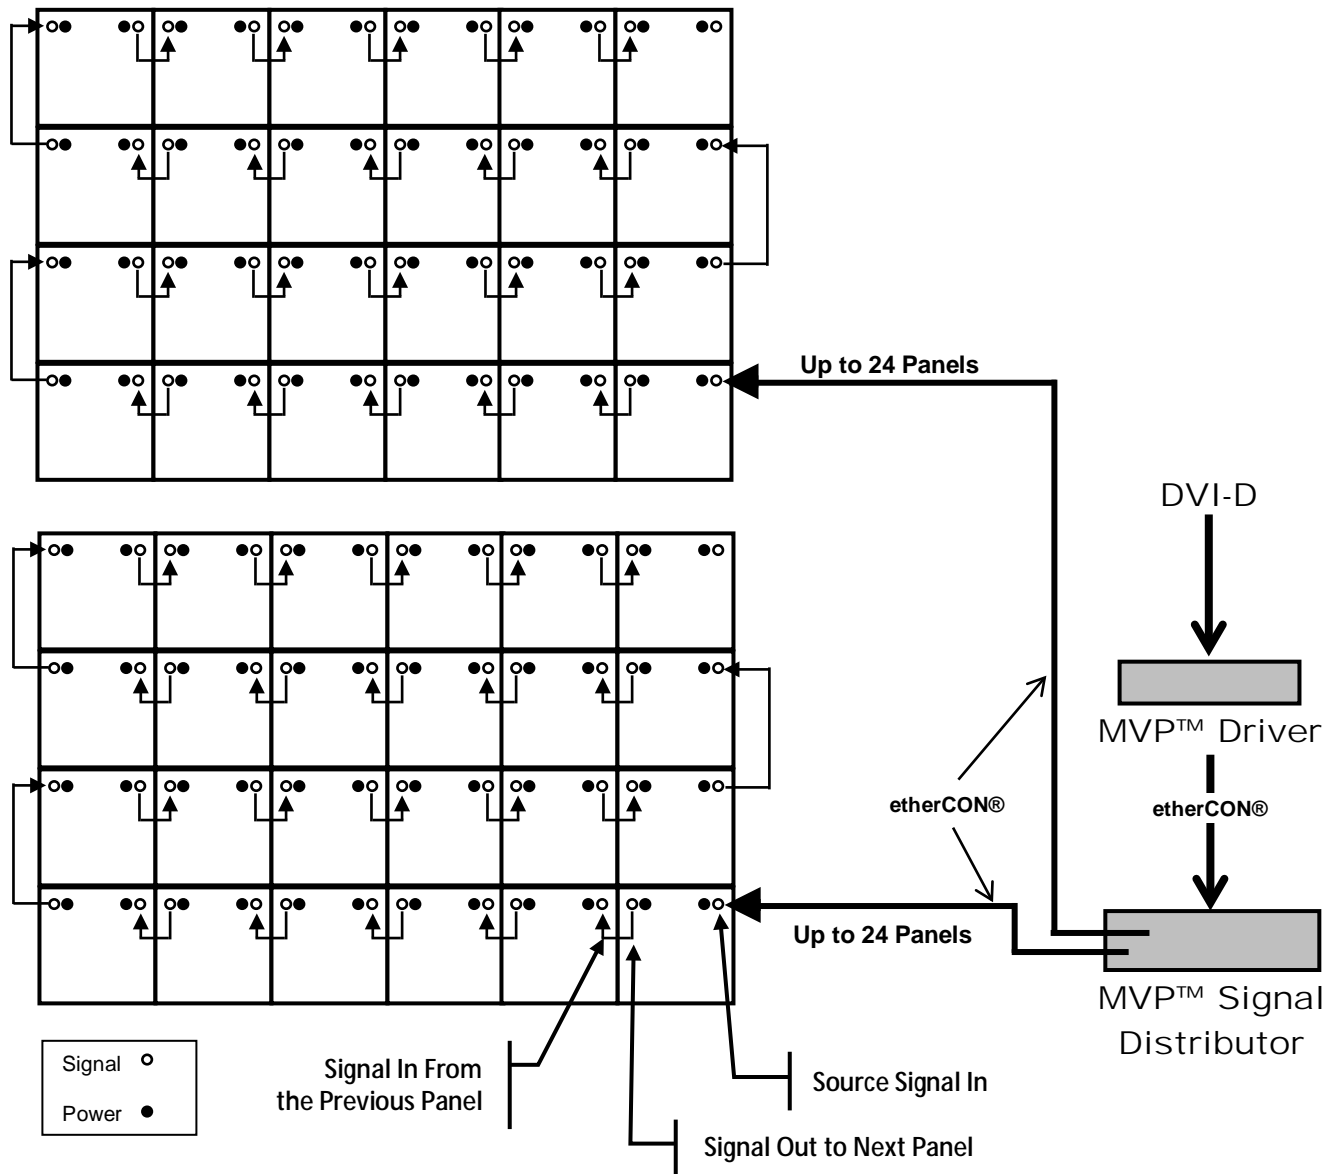 Up to 24 Panels
DVI-D
MVP™ Driver
etherCON®
etherCON®
Up to 24 Panels
MVP™ Signal
Distributor
Signal
Power
Signal In From
the Previous Panel
Source Signal In
Signal Out to Next Panel